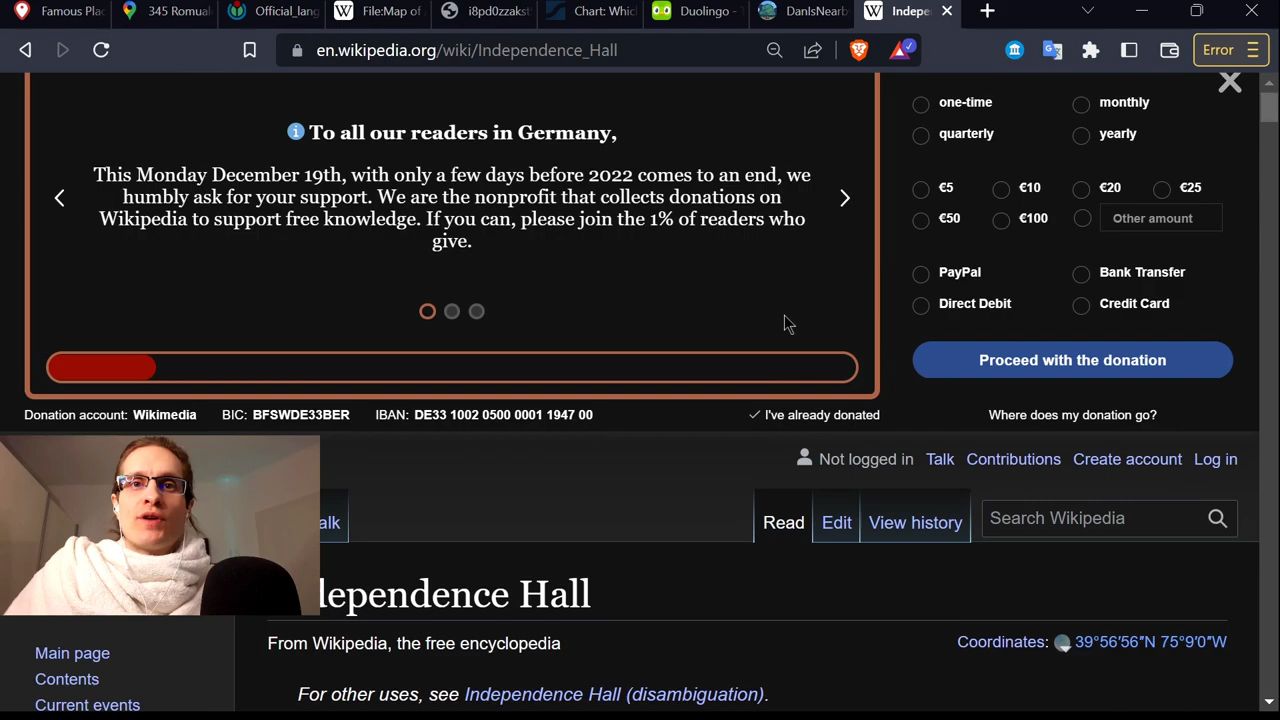 Famous Plac
345 Romual
Official_lang
File:Map of
i8pd0zzakst
Chart: Whic
Duolingo -
DanIsNearby
Indepe
en.wikipedia.org/wiki/Independence_Hall
Error
To all our readers in Germany,
This Monday December 19th, with only a few days before 2022 comes to an end, we
humbly ask for your support. We are the nonprofit that collects donations on
Wikipedia to support free knowledge. If you can, please join the 1% of readers who
give.
one-time monthly
quarterly yearly
€5 €10 €20 €25
€50 €100 Other amount
PayPal Bank Transfer
Direct Debit Credit Card
Proceed with the donation
Donation account: Wikimedia BIC: BFSWDE33BER IBAN: DE33 1002 0500 0001 1947 00 I've already donated
Where does my donation go?
Not logged in Talk Contributions Create account Log in
alk Read Edit View history Search Wikipedia
dependence Hall
From Wikipedia, the free encyclopedia
Coordinates: 39°56′56″N 75°9′0″W
For other uses, see Independence Hall (disambiguation).
Main page
Contents
Current events